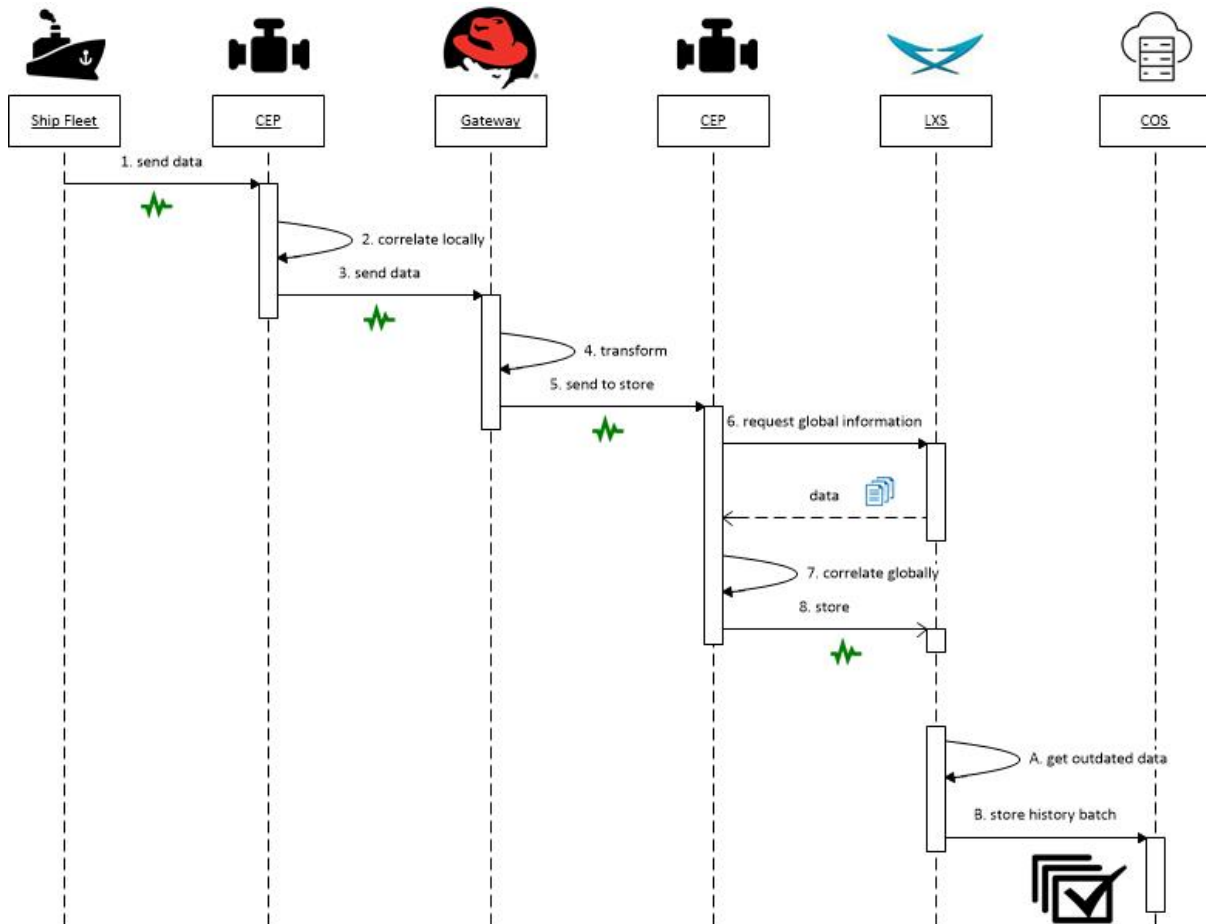 Ship Fleet
CEP
Gateway
CEP
LXS
COS
1. send data
2. correlate locally
3. send data
4. transform
5. send to store
6. request global information
data
7. correlate globally
8. store
A. get outdated data
B. store history batch